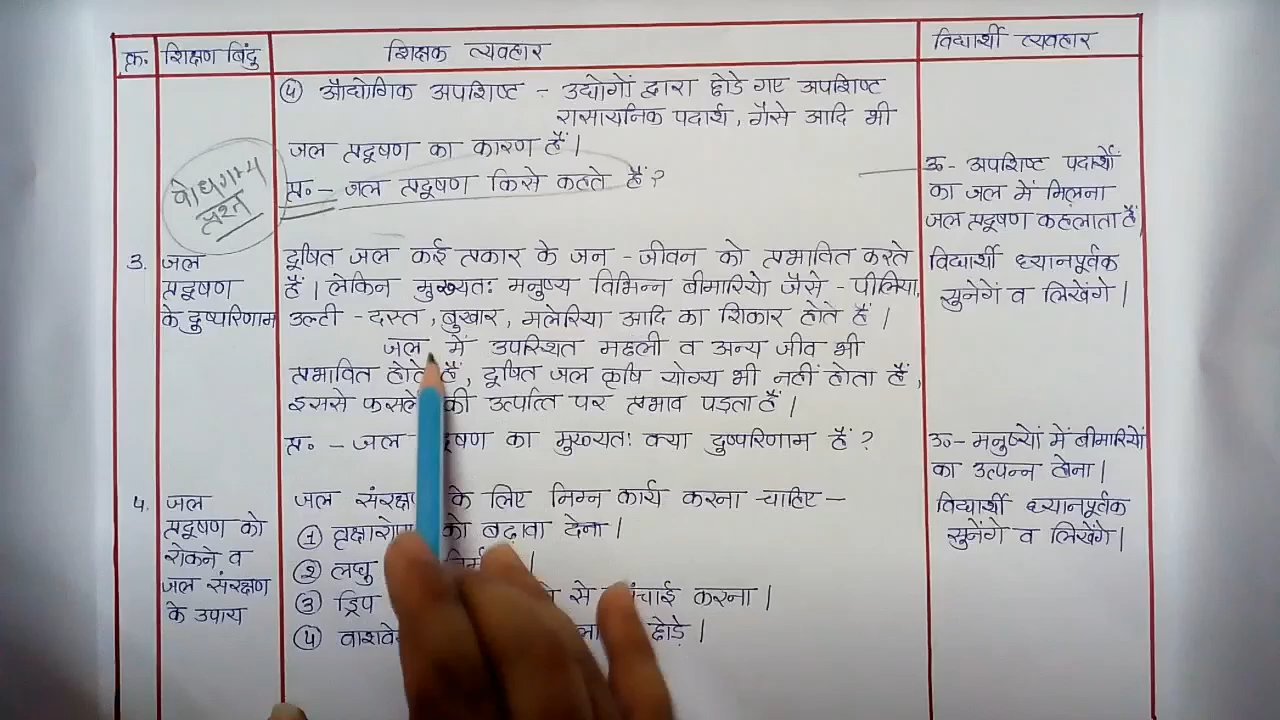 क्र. शिक्षण बिंदु शिक्षक व्यवहार विद्यार्थी व्यवहार
④ औद्योगिक अपशिष्ट - उद्योगों द्वारा छोडे गए अपशिष्ट
रासायनिक पदार्थ, गैसे आदि भी
जल प्रदूषण का कारण हैं।
प्र॰ - जल प्रदूषण किसे कहते हैं?
बोधगम्य
प्रश्न
उ॰- अपशिष्ट पदार्थों
का जल में मिलना
जल प्रदूषण कहलाता है
3. जल
प्रदूषण
के दुष्परिणाम
दूषित जल कई प्रकार के जन - जीवन को प्रभावित करते
हैं। लेकिन मुख्यतः मनुष्य विभिन्न बीमारियो जैसे - पीलिया,
उल्टी - दस्त, बुखार, मलेरिया आदि का शिकार होते हैं।
जल में उपस्थित मछली व अन्य जीव भी
प्रभावित होते हैं, दूषित जल कृषि योग्य भी नहीं होता हैं,
इससे फसलो की उत्पत्ति पर प्रभाव पड़ता हैं।
प्र॰ - जल का मुख्यतः क्या दुष्परिणाम हैं?
विद्यार्थी ध्यानपूर्वक
सुनेगें व लिखेंगे।
उ॰- मनुष्यों में बीमारियों
का उत्पन्न होना।
4. जल
प्रदूषण को
रोकने व
जल संरक्षण
के उपाय
जल के लिए निम्न कार्य करना चाहिए -
① को बढ़ावा देना।
② लघु
③ ड्रिप से करना।
④ छोड़े।
विद्यार्थी ध्यानपूर्वक
सुनेंगे व लिखेंगे।